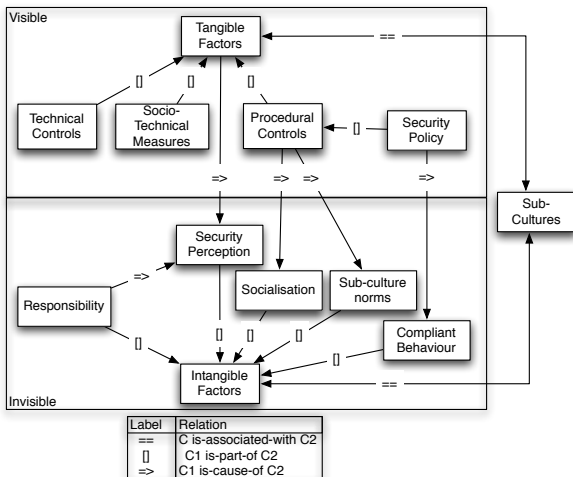 Visible
Tangible
Factors
==
[]
[]
[]
Technical
Controls
Socio-
Technical
Measures
Procedural
Controls
[]
Security
Policy
=>
=>
=>
=>
Sub-
Cultures
Security
Perception
=>
Responsibility
Socialisation
Sub-culture
norms
[]
[]
[]
[]
Compliant
Behaviour
[]
Intangible
Factors
==
Invisible
Label Relation
== C is-associated-with C2
[] C1 is-part-of C2
=> C1 is-cause-of C2